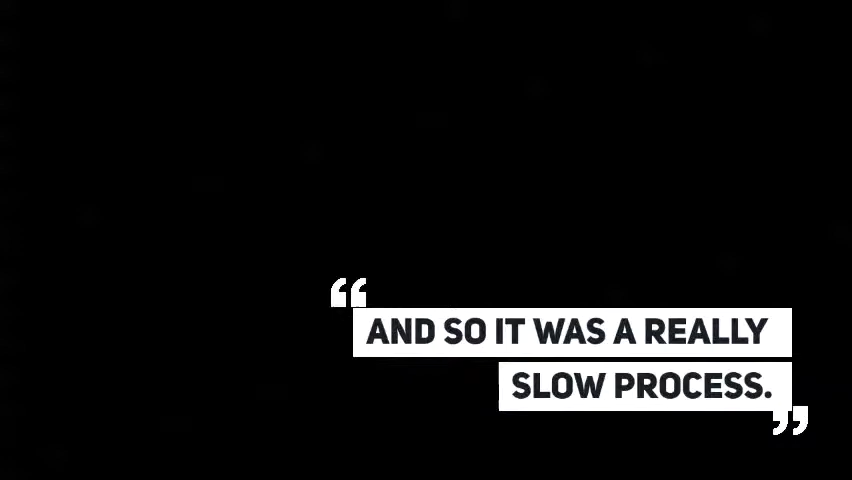 “AND SO IT WAS A REALLY
SLOW PROCESS.”